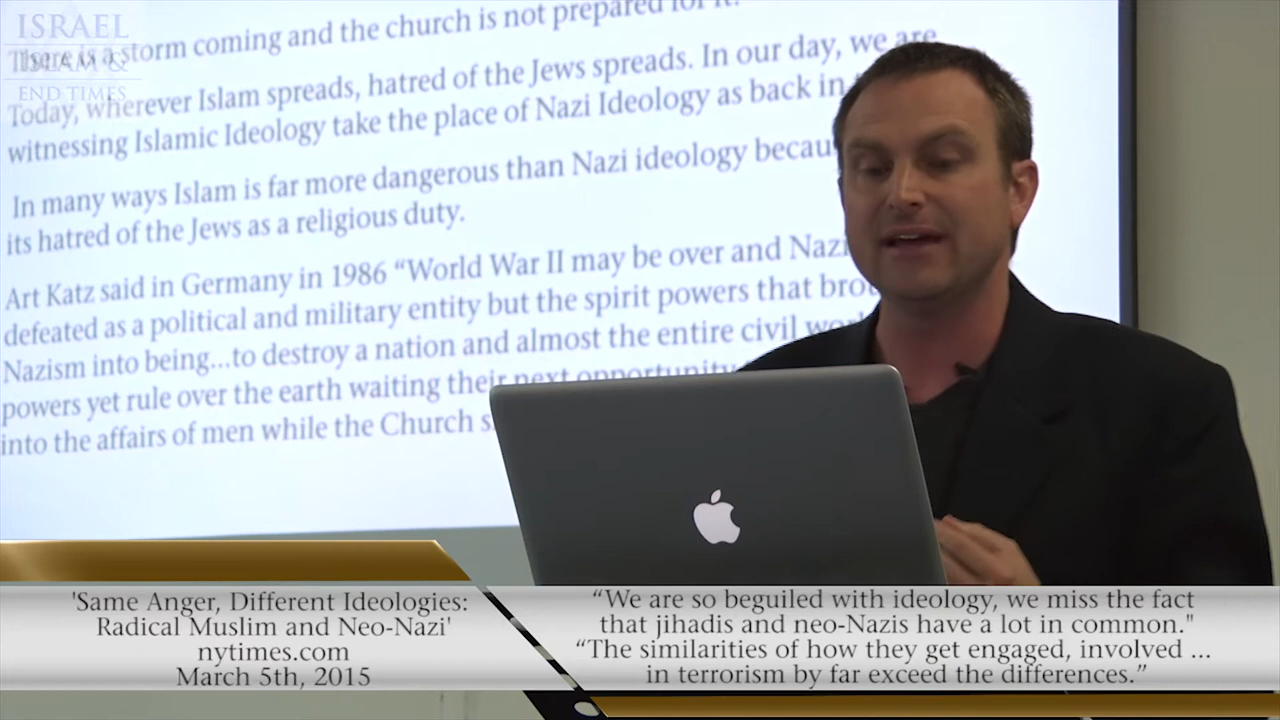 ISRAEL
ISLAM &
END TIMES
There is a storm coming and the church is not prepared for it.
Today, wherever Islam spreads, hatred of the Jews spreads. In our day, we are
witnessing Islamic Ideology take the place of Nazi Ideology as back in
In many ways Islam is far more dangerous than Nazi ideology
its hatred of the Jews as a religious duty.
Art Katz said in Germany in 1986 “World War II may be over and
defeated as a political and military entity but the spirit powers that
Nazism into being...to destroy a nation and almost the entire civil
powers yet rule over the earth waiting their next opportunity
into the affairs of men while the Church
'Same Anger, Different Ideologies:
Radical Muslim and Neo-Nazi'
nytimes.com
March 5th, 2015
“We are so beguiled with ideology, we miss the fact
that jihadis and neo-Nazis have a lot in common."
“The similarities of how they get engaged, involved ...
in terrorism by far exceed the differences.”